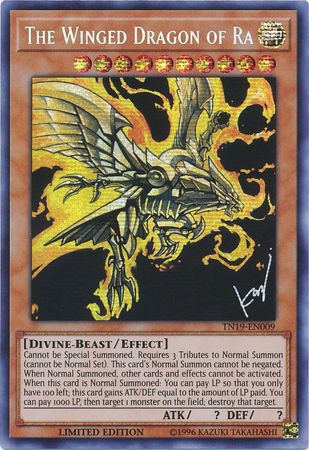 THE WINGED DRAGON OF RA
TN19-EN009
[DIVINE-BEAST/EFFECT]
Cannot be Special Summoned. Requires 3 Tributes to Normal Summon
(cannot be Normal Set). This card's Normal Summon cannot be negated.
When Normal Summoned, other cards and effects cannot be activated.
When this card is Normal Summoned: You can pay LP so that you only
have 100 left; this card gains ATK/DEF equal to the amount of LP paid. You
can pay 1000 LP, then target 1 monster on the field; destroy that target.
ATK/ ? DEF/ ?
LIMITED EDITION ©1996 KAZUKI TAKAHASHI